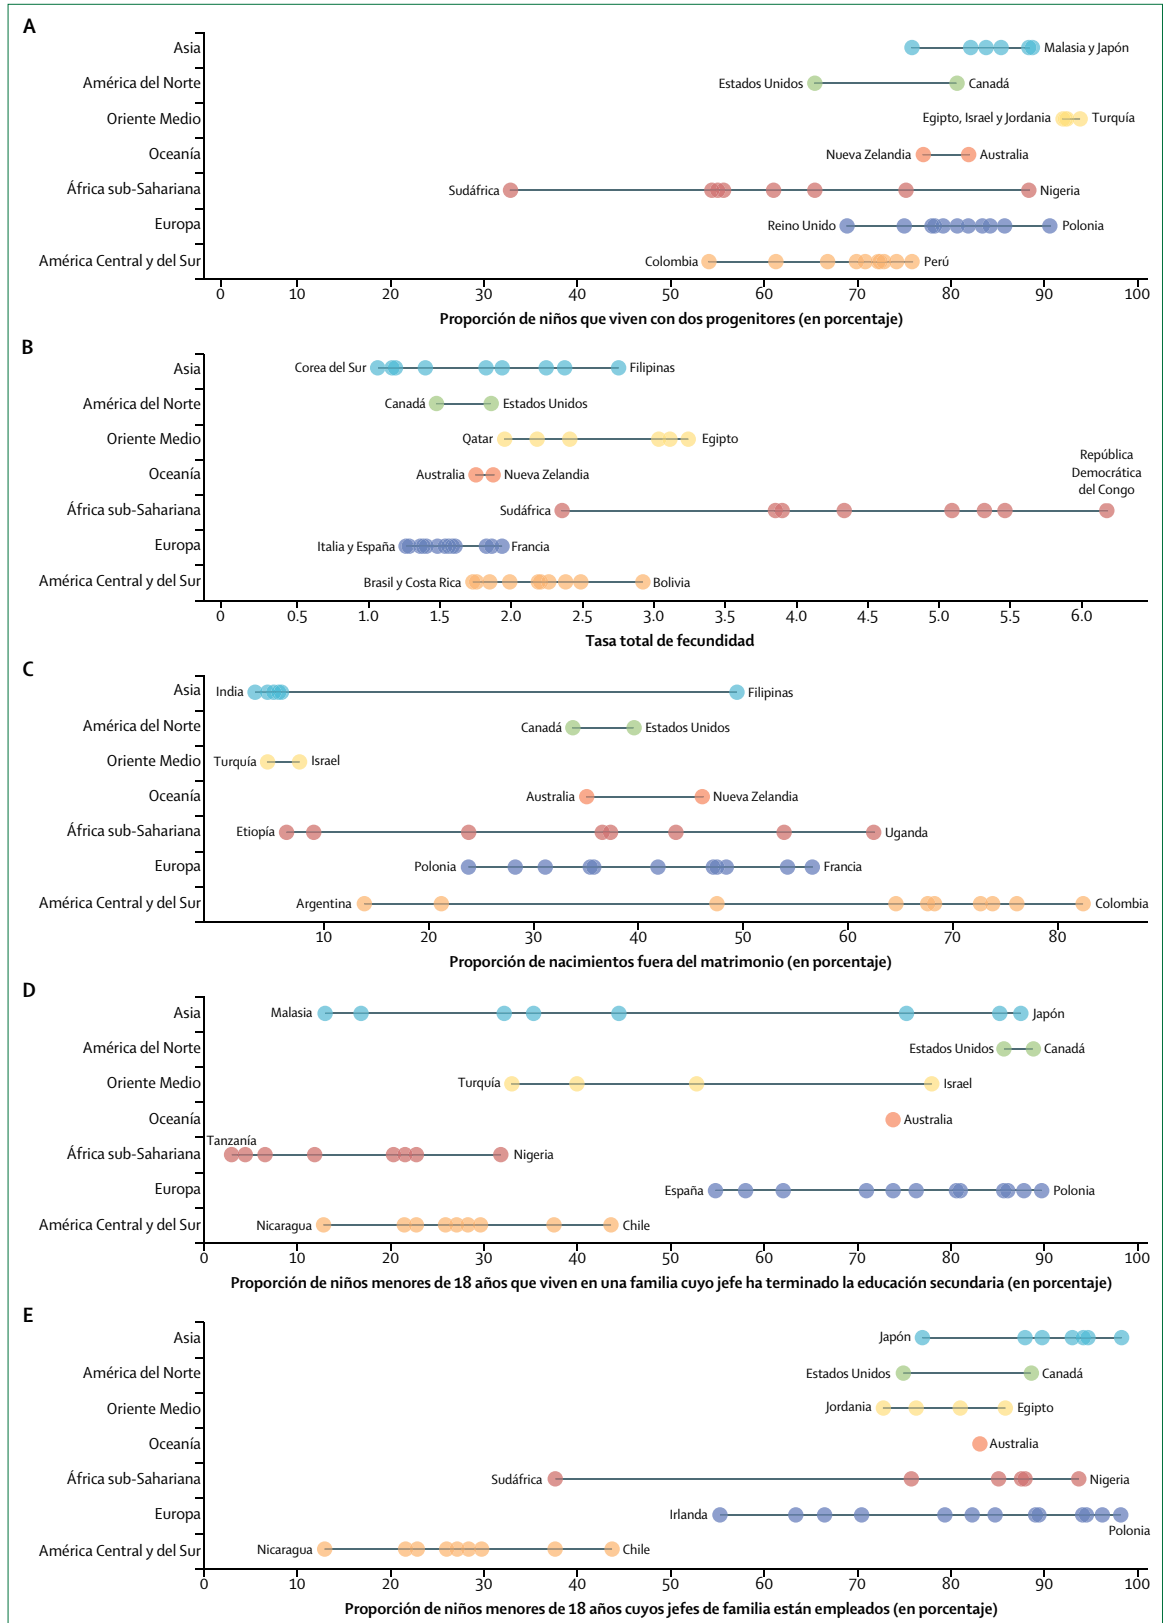 A
Asia
Malasia y Japón
América del Norte
Estados Unidos
Canadá
Oriente Medio
Egipto, Israel y Jordania
Turquía
Oceanía
Nueva Zelandia
Australia
África sub-Sahariana
Sudáfrica
Nigeria
Europa
Reino Unido
Polonia
América Central y del Sur
Colombia
Perú
0 10 20 30 40 50 60 70 80 90 100
Proporción de niños que viven con dos progenitores (en porcentaje)
B
Asia
Corea del Sur
Filipinas
América del Norte
Canadá
Estados Unidos
Oriente Medio
Qatar
Egipto
Oceanía
Australia
Nueva Zelandia
República
Democrática
del Congo
África sub-Sahariana
Sudáfrica
Europa
Italia y España
Francia
América Central y del Sur
Brasil y Costa Rica
Bolivia
0 0.5 1.0 1.5 2.0 2.5 3.0 3.5 4.0 4.5 5.0 5.5 6.0
Tasa total de fecundidad
C
Asia
India
Filipinas
América del Norte
Canadá
Estados Unidos
Oriente Medio
Turquía
Israel
Oceanía
Australia
Nueva Zelandia
África sub-Sahariana
Etiopía
Uganda
Europa
Polonia
Francia
América Central y del Sur
Argentina
Colombia
10 20 30 40 50 60 70 80
Proporción de nacimientos fuera del matrimonio (en porcentaje)
D
Asia
Malasia
Japón
América del Norte
Estados Unidos
Canadá
Oriente Medio
Turquía
Israel
Oceanía
Australia
Tanzanía
África sub-Sahariana
Nigeria
Europa
España
Polonia
América Central y del Sur
Nicaragua
Chile
0 10 20 30 40 50 60 70 80 90 100
Proporción de niños menores de 18 años que viven en una familia cuyo jefe ha terminado la educación secundaria (en porcentaje)
E
Asia
Japón
América del Norte
Estados Unidos
Canadá
Oriente Medio
Jordania
Egipto
Oceanía
Australia
África sub-Sahariana
Sudáfrica
Nigeria
Europa
Irlanda
Polonia
América Central y del Sur
Nicaragua
Chile
0 10 20 30 40 50 60 70 80 90 100
Proporción de niños menores de 18 años cuyos jefes de familia están empleados (en porcentaje)